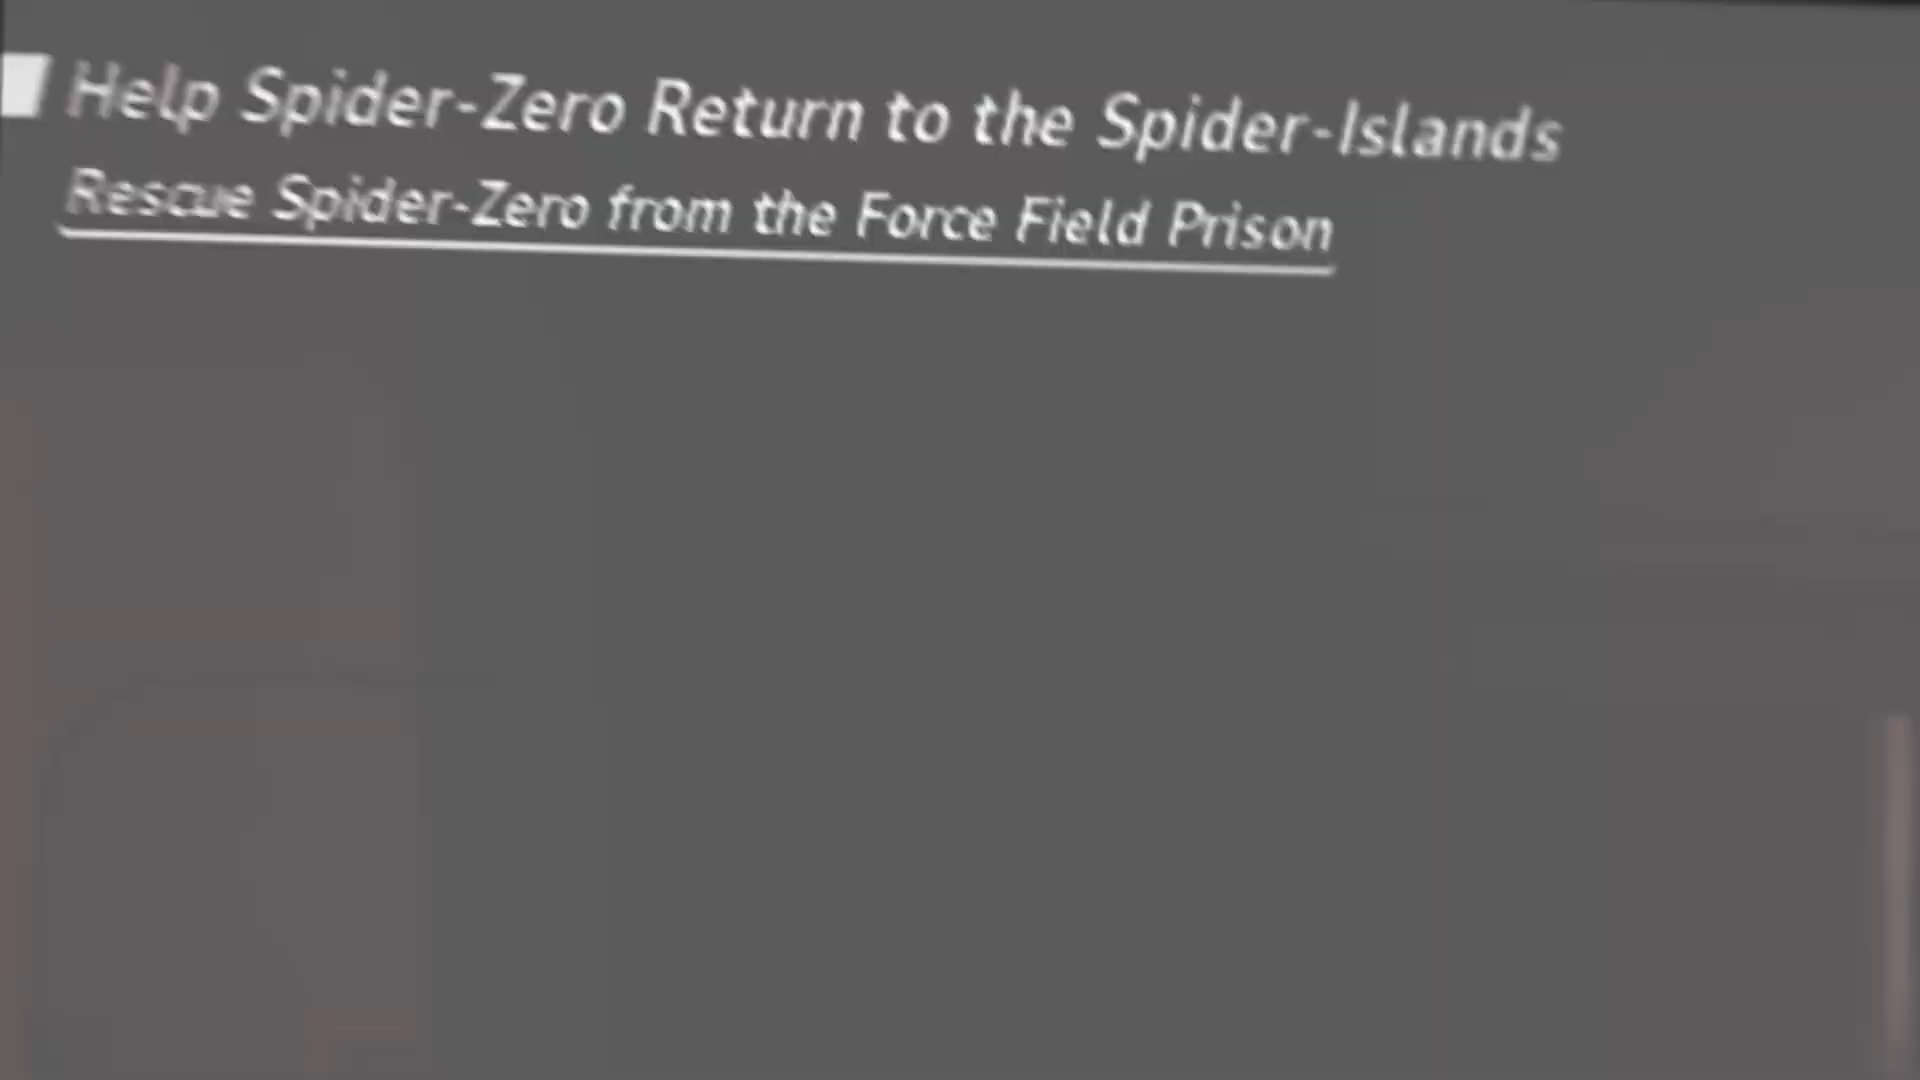 Help Spider-Zero Return to the Spider-Islands
Rescue Spider-Zero from the Force Field Prison